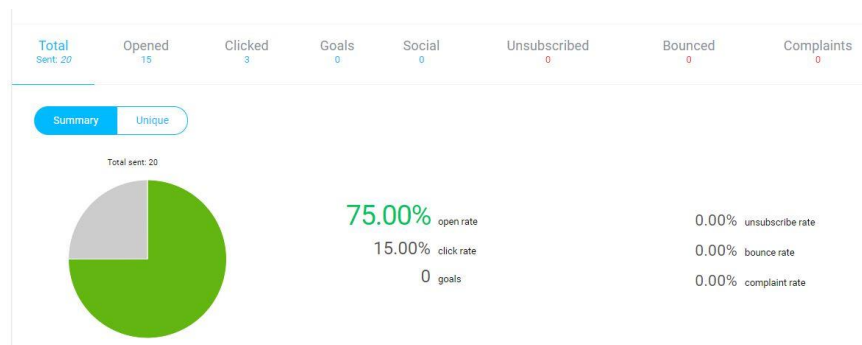 Total Opened Clicked Goals Social Unsubscribed Bounced Complaints
Sent: 20 15 3 0 0 0 0 0
Summary Unique
Total sent: 20
75.00% open rate 0.00% unsubscribe rate
15.00% click rate 0.00% bounce rate
0 goals 0.00% complaint rate